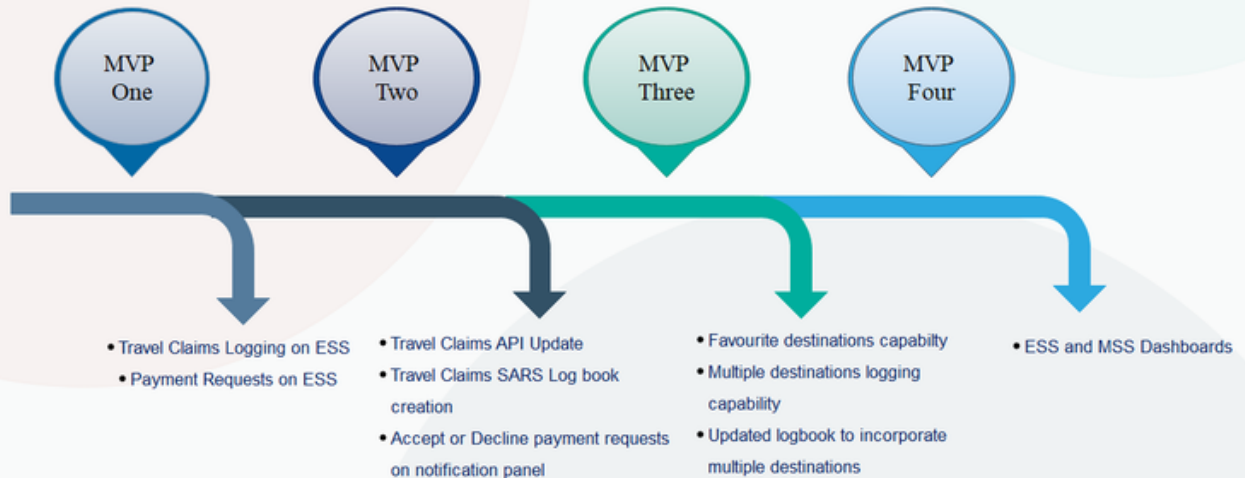 MVP
One
MVP
Two
MVP
Three
MVP
Four
• Travel Claims Logging on ESS
• Payment Requests on ESS
• Travel Claims API Update
• Travel Claims SARS Log book
creation
• Accept or Decline payment requests
on notification panel
• Favourite destinations capabilty
• Multiple destinations logging
capability
• Updated logbook to incorporate
multiple destinations
• ESS and MSS Dashboards